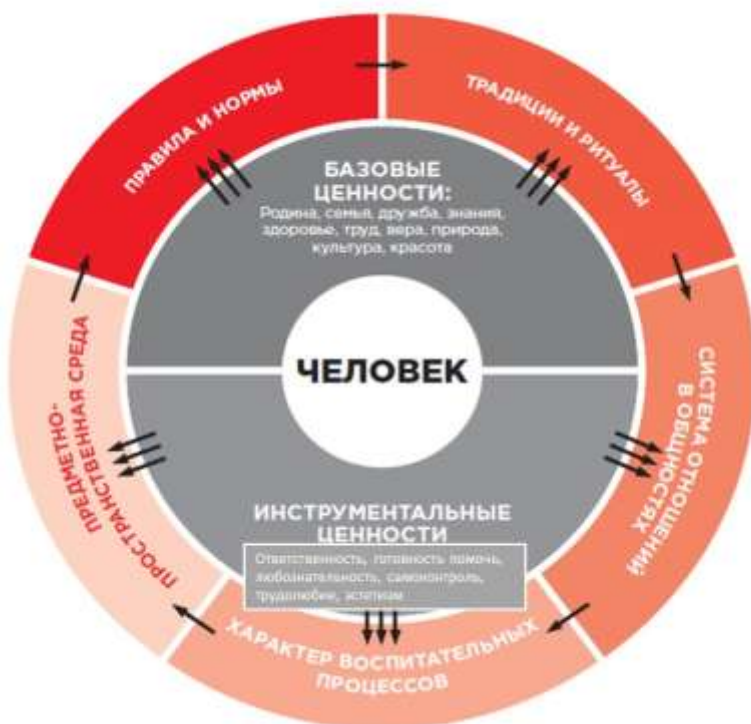 ПРАВИЛА И НОРМЫ
ТРАДИЦИИ И РИТУАЛЫ
БАЗОВЫЕ
ЦЕННОСТИ:
Родина, семья, дружба, знания,
здоровье, труд, вера, природа,
культура, красота
ЧЕЛОВЕК
ПРЕДМЕТНО-
ПРОСТРАНСТВЕННАЯ СРЕДА
СИСТЕМА ОТНОШЕНИЙ
В ОБЩНОСТЯХ
ИНСТРУМЕНТАЛЬНЫЕ
ЦЕННОСТИ
Ответственность, готовность помочь,
любознательность, самоконтроль,
трудолюбие, эстетизм
ХАРАКТЕР ВОСПИТАТЕЛЬНЫХ
ПРОЦЕССОВ